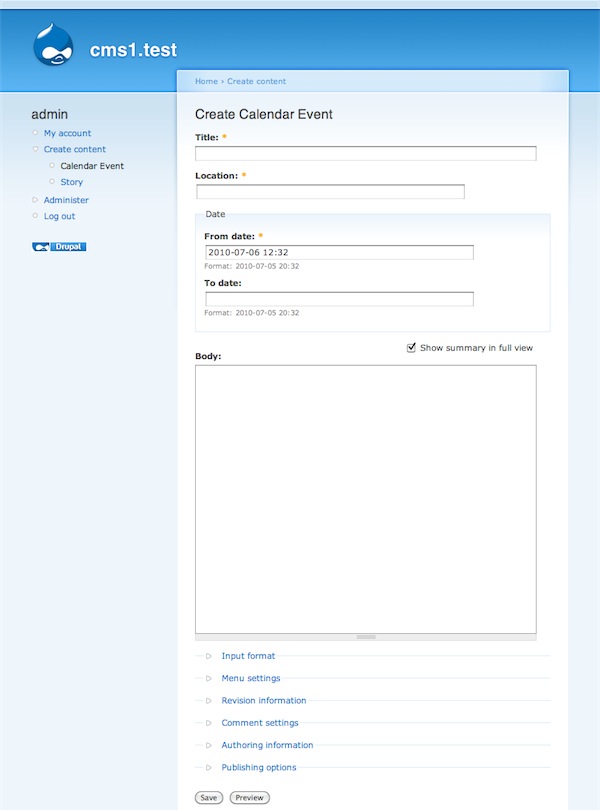 cms1.test
Home › Create content
admin
My account
Create content
Calendar Event
Story
Administer
Log out
Drupal
Create Calendar Event
Title: *
Location: *
Date
From date: *
2010-07-06 12:32
Format: 2010-07-05 20:32
To date:
Format: 2010-07-05 20:32
Show summary in full view
Body:
Input format
Menu settings
Revision information
Comment settings
Authoring information
Publishing options
Save Preview